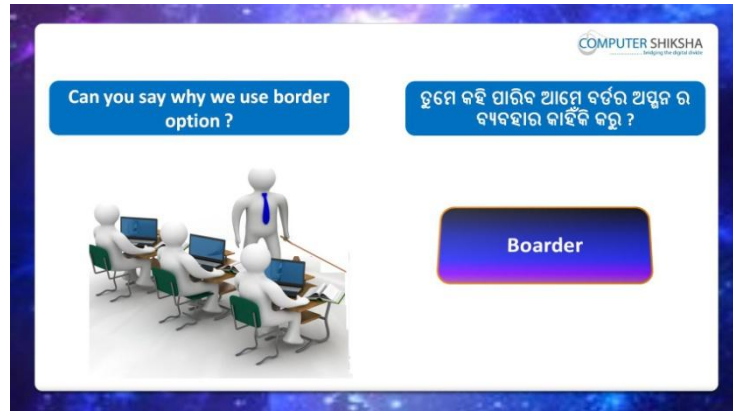 COMPUTER SHIKSHA
bridging the digital divide
Can you say why we use border
option ?
ତୁମେ କହି ପାରିବ ଆମେ ବର୍ଡର ଅପ୍ସନ ର
ବ୍ୟବହାର କାହିଁକି କରୁ ?
Boarder